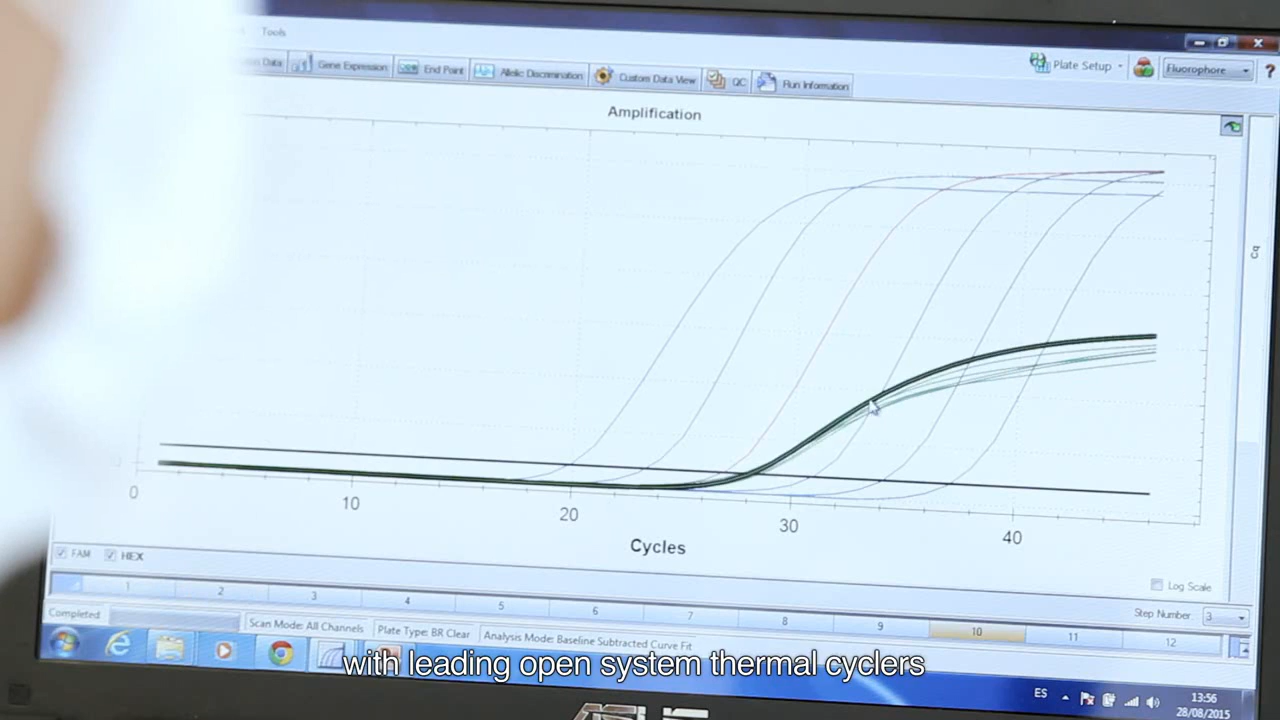 Tools
Data Gene Expression End Point Allelic Discrimination Custom Data View QC Run Information
Plate Setup Fluorophore ?
Amplification
Cq
0 10 20 30 40
Cycles
FAM HEX
Log Scale
1 2 3 4 5 6 7 8 9 10 11 12
Step Number 3
Completed Scan Mode: All Channels Plate Type: BR Clear Analysis Mode: Baseline Subtracted Curve Fit
with leading open system thermal cyclers
ES
13:56
28/08/2015
ASUS